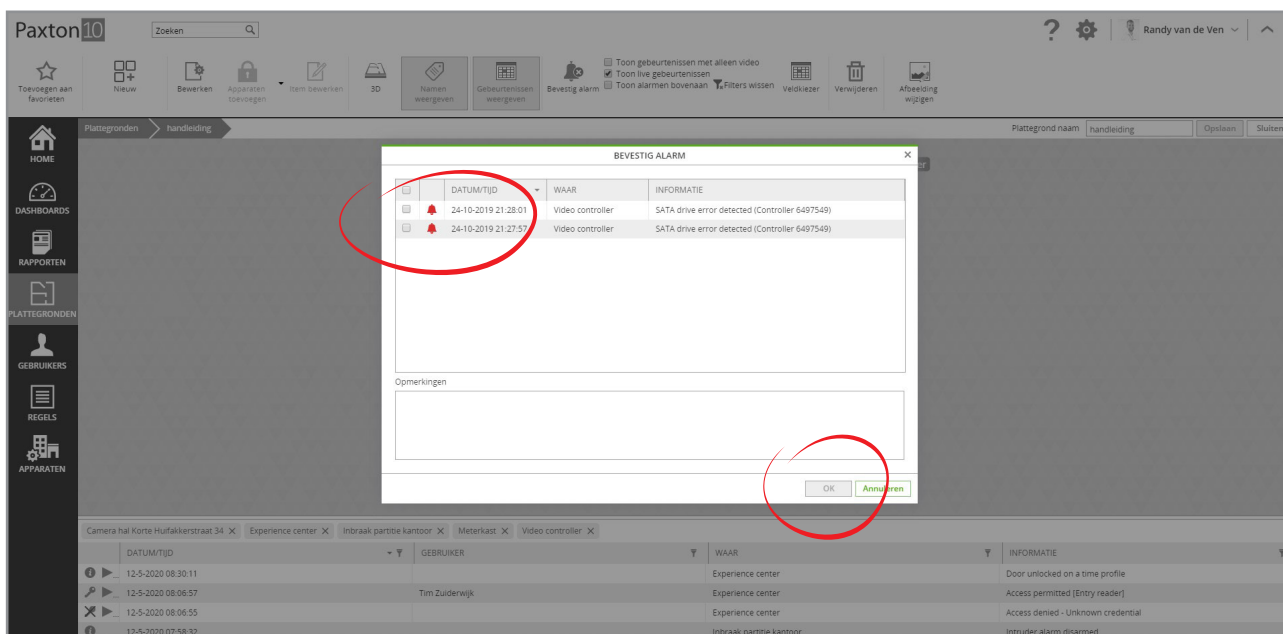 Paxton 10
Zoeken
Randy van de Ven
Toevoegen aan favorieten
Nieuw
Bewerken
Apparaten toevoegen
Item bewerken
3D
Namen weergeven
Gebeurtenissen weergeven
Bevestig alarm
Toon gebeurtenissen met alleen video
Toon live gebeurtenissen
Toon alarmen bovenaan
Filters wissen
Veldkiezer
Verwijderen
Afbeelding wijzigen
Plattegronden
handleiding
Plattegrond naam
handleiding
Opslaan
Sluiten
HOME
DASHBOARDS
RAPPORTEN
PLATTEGRONDEN
GEBRUIKERS
REGELS
APPARATEN
BEVESTIG ALARM
DATUM/TIJD WAAR INFORMATIE
24-10-2019 21:28:01 Video controller SATA drive error detected (Controller 6497549)
24-10-2019 21:27:57 Video controller SATA drive error detected (Controller 6497549)
Opmerkingen
OK
Annuleren
Camera hal Korte Huifakkerstraat 34 Experience center Inbraak partitie kantoor Meterkast Video controller
DATUM/TIJD GEBRUIKER WAAR INFORMATIE
12-5-2020 08:30:11 Experience center Door unlocked on a time profile
12-5-2020 08:06:57 Tim Zuiderwijk Experience center Access permitted [Entry reader]
12-5-2020 08:06:55 Experience center Access denied - Unknown credential
12-5-2020 07:58:32 Inbraak partitie kantoor Intruder alarm disarmed